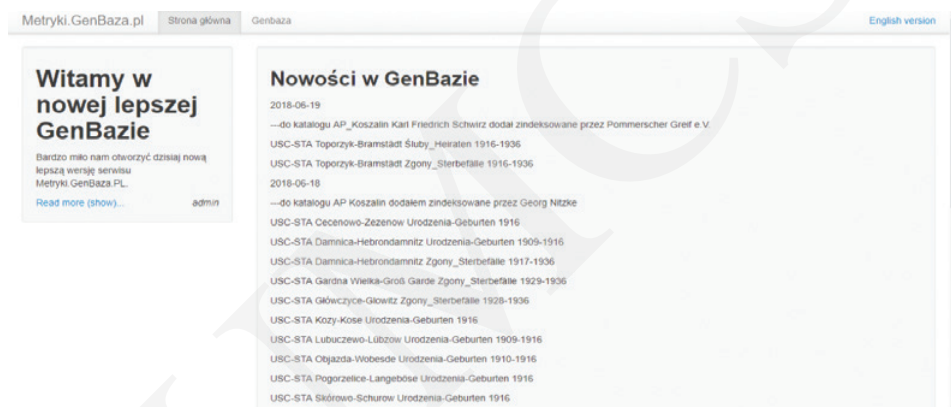 Metryki.GenBaza.pl Strona główna Genbaza English version
Witamy w
nowej lepszej
GenBazie
Bardzo miło nam otworzyć dzisiaj nową
lepszą wersję serwisu
Metryki.GenBaza.PL.
Read more (show)... admin
Nowości w GenBazie
2018-06-19
---do katalogu AP_Koszalin Karl Friedrich Schwirz dodał zindeksowane przez Pommerscher Greif e.V.
USC-STA Toporzyk-Bramstädt Śluby_Heiraten 1916-1936
USC-STA Toporzyk-Bramstädt Zgony_Sterbefälle 1916-1936
2018-06-18
---do katalogu AP Koszalin dodałem zindeksowane przez Georg Nitzke
USC-STA Cecenowo-Zezenow Urodzenia-Geburten 1916
USC-STA Damnica-Hebrondamnitz Urodzenia-Geburten 1909-1916
USC-STA Damnica-Hebrondamnitz Zgony_Sterbefälle 1917-1936
USC-STA Gardna Wielka-Groß Garde Zgony_Sterbefälle 1929-1936
USC-STA Główczyce-Glowitz Zgony_Sterbefälle 1928-1936
USC-STA Kozy-Kose Urodzenia-Geburten 1916
USC-STA Lubuczewo-Lübzow Urodzenia-Geburten 1909-1916
USC-STA Objazda-Wobesde Urodzenia-Geburten 1910-1916
USC-STA Pogorzelice-Langeböse Urodzenia-Geburten 1916
USC-STA Skórowo-Schurow Urodzenia-Geburten 1916
UMCS